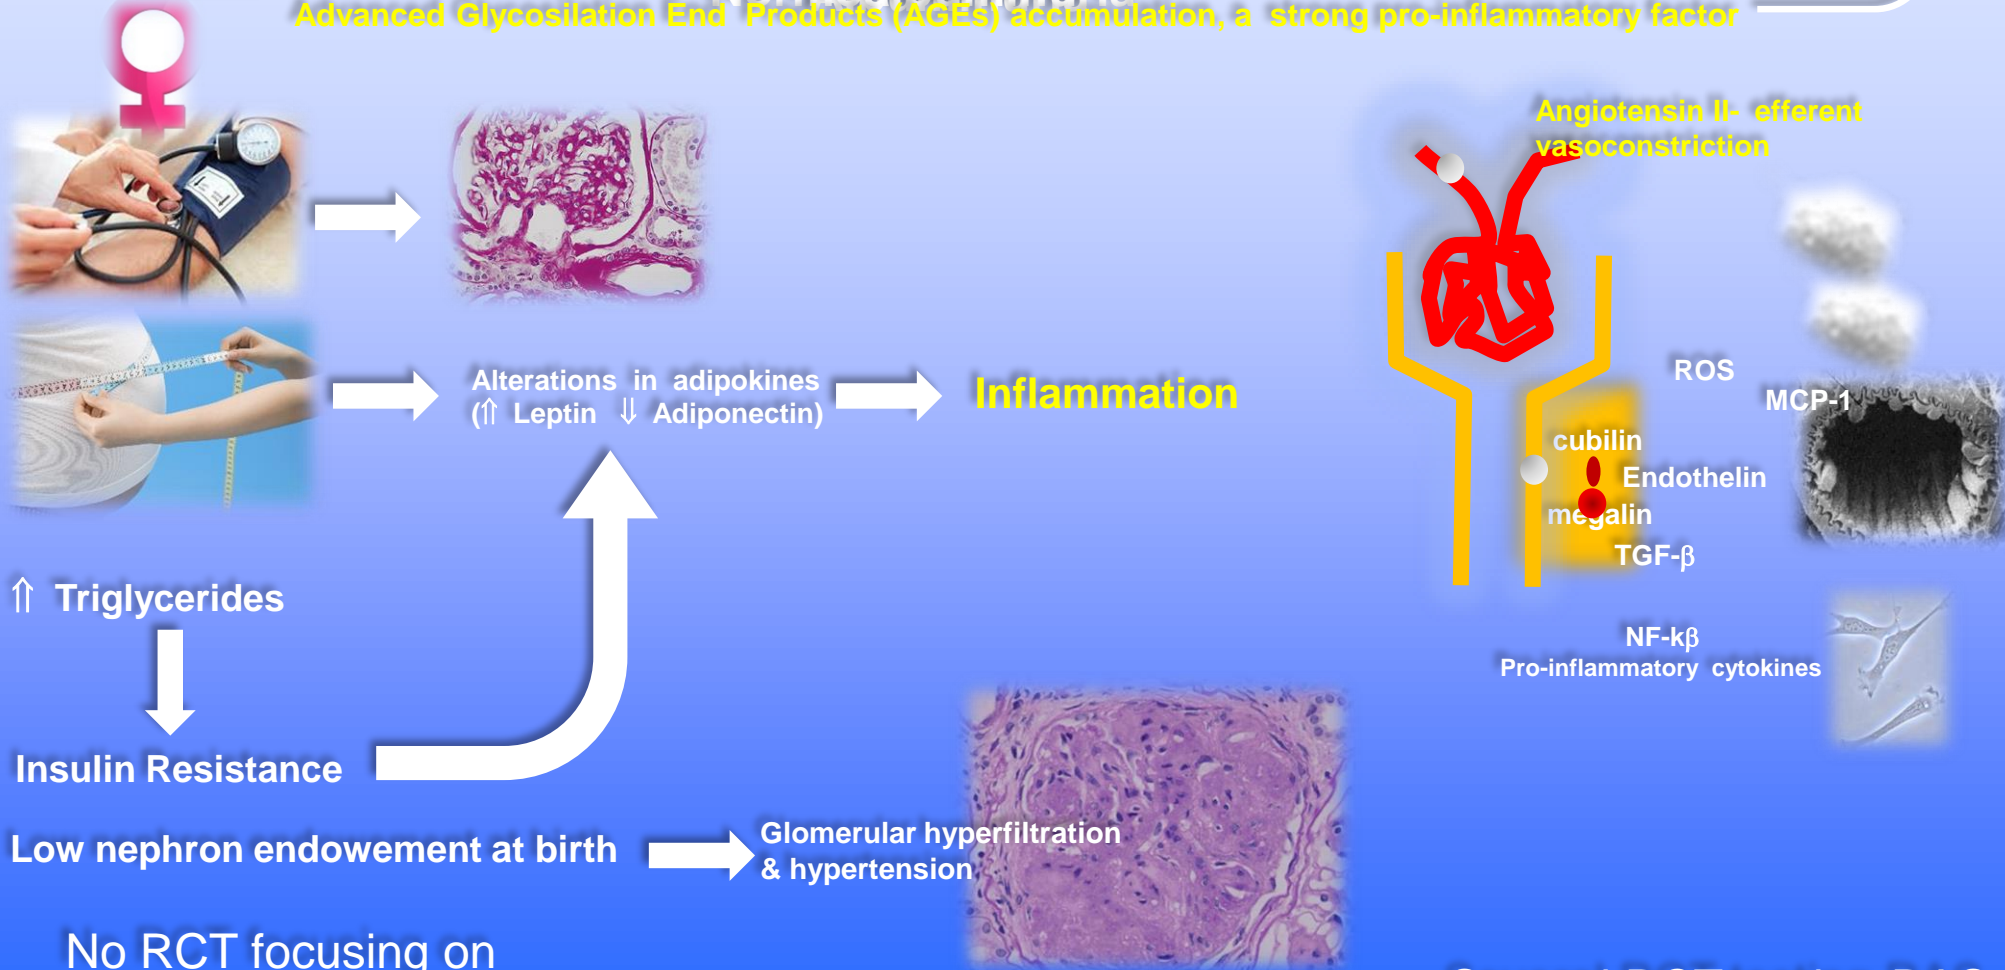 Advanced Glycosilation End Products (AGEs) accumulation, a strong pro-inflammatory factor
Angiotensin II- efferent
vasoconstriction
Alterations in adipokines
(⇑ Leptin ⇓ Adiponectin)
Inflammation
ROS
MCP-1
cubilin
Endothelin
megalin
TGF-β
⇑ Triglycerides
NF-kβ
Pro-inflammatory cytokines
Insulin Resistance
Low nephron endowement at birth
Glomerular hyperfiltration
& hypertension
No RCT focusing on